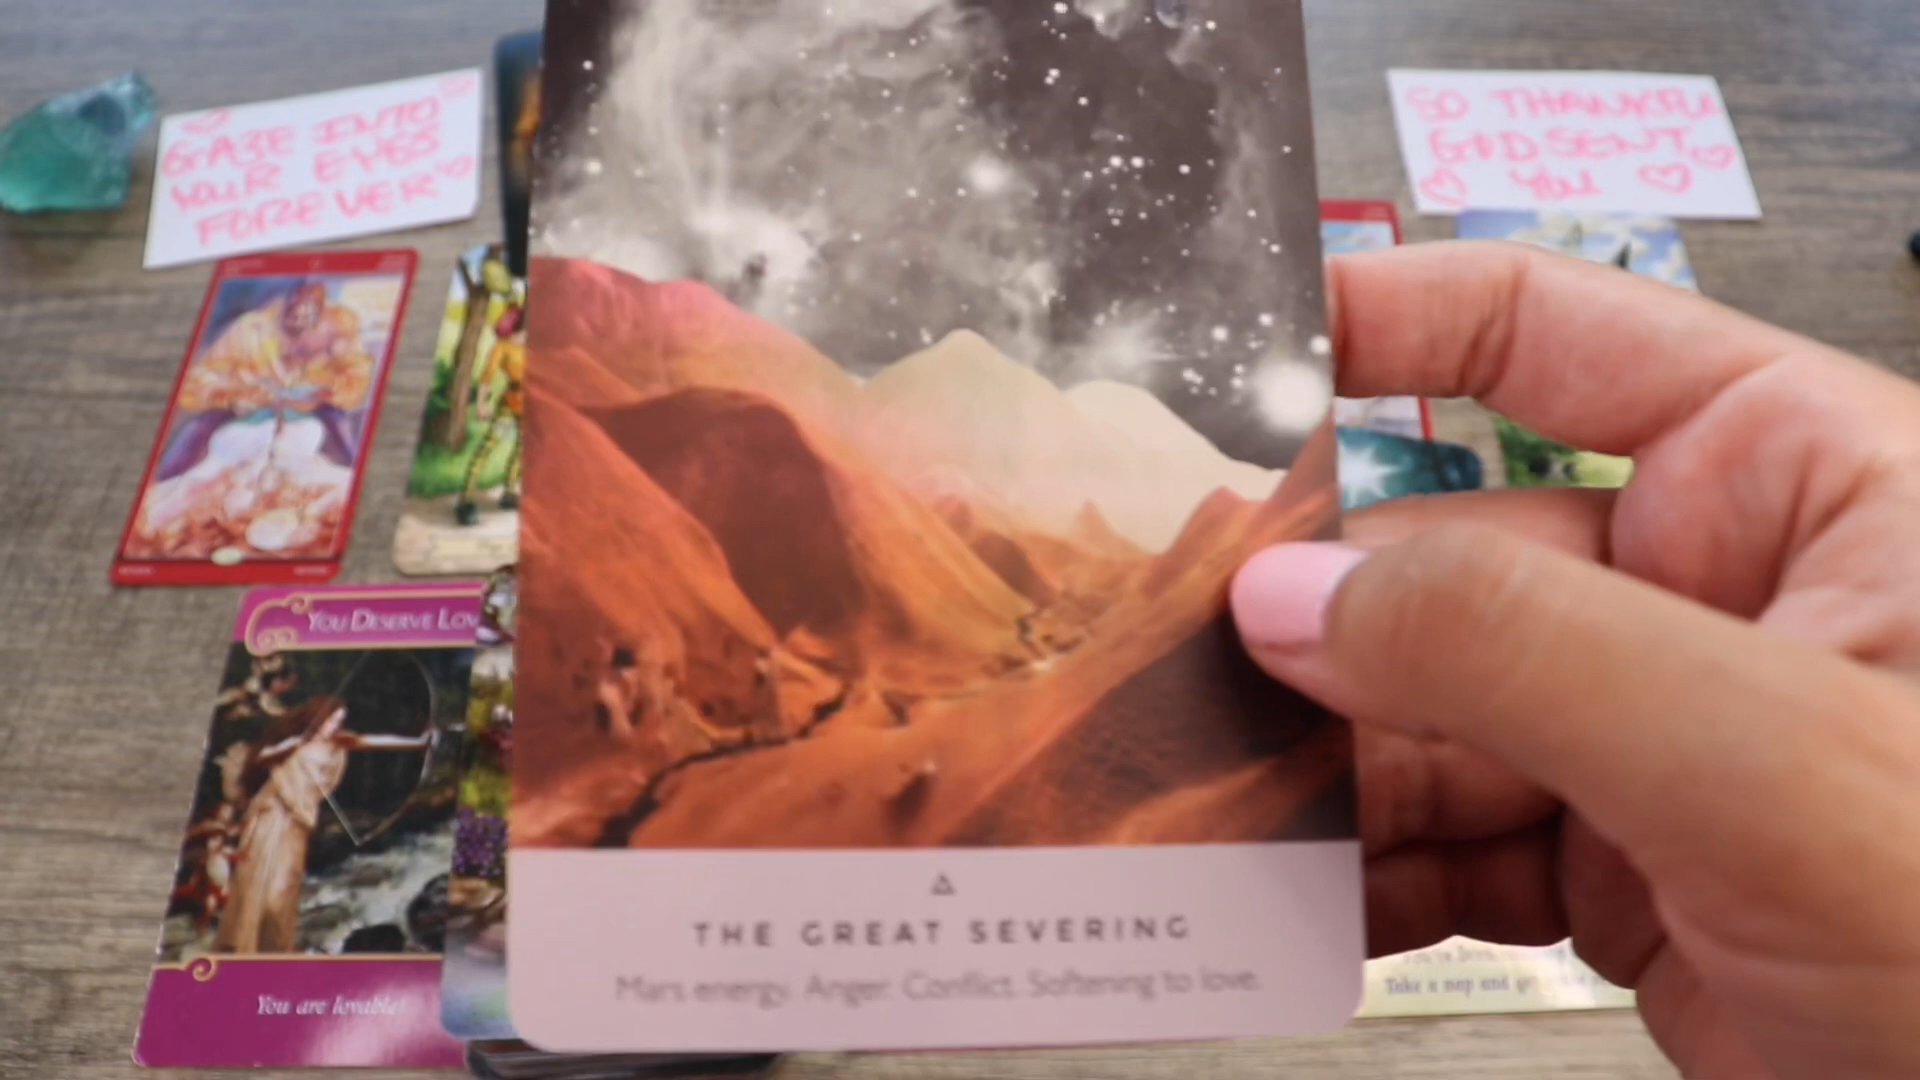 GAZE INTO
YOUR EYES
FOREVER
SO THANKFUL
GOD SENT
YOU
YOU DESERVE LOV
You are lovable!
THE GREAT SEVERING
Mars energy. Anger. Conflict. Softening to love.
Take a nap and